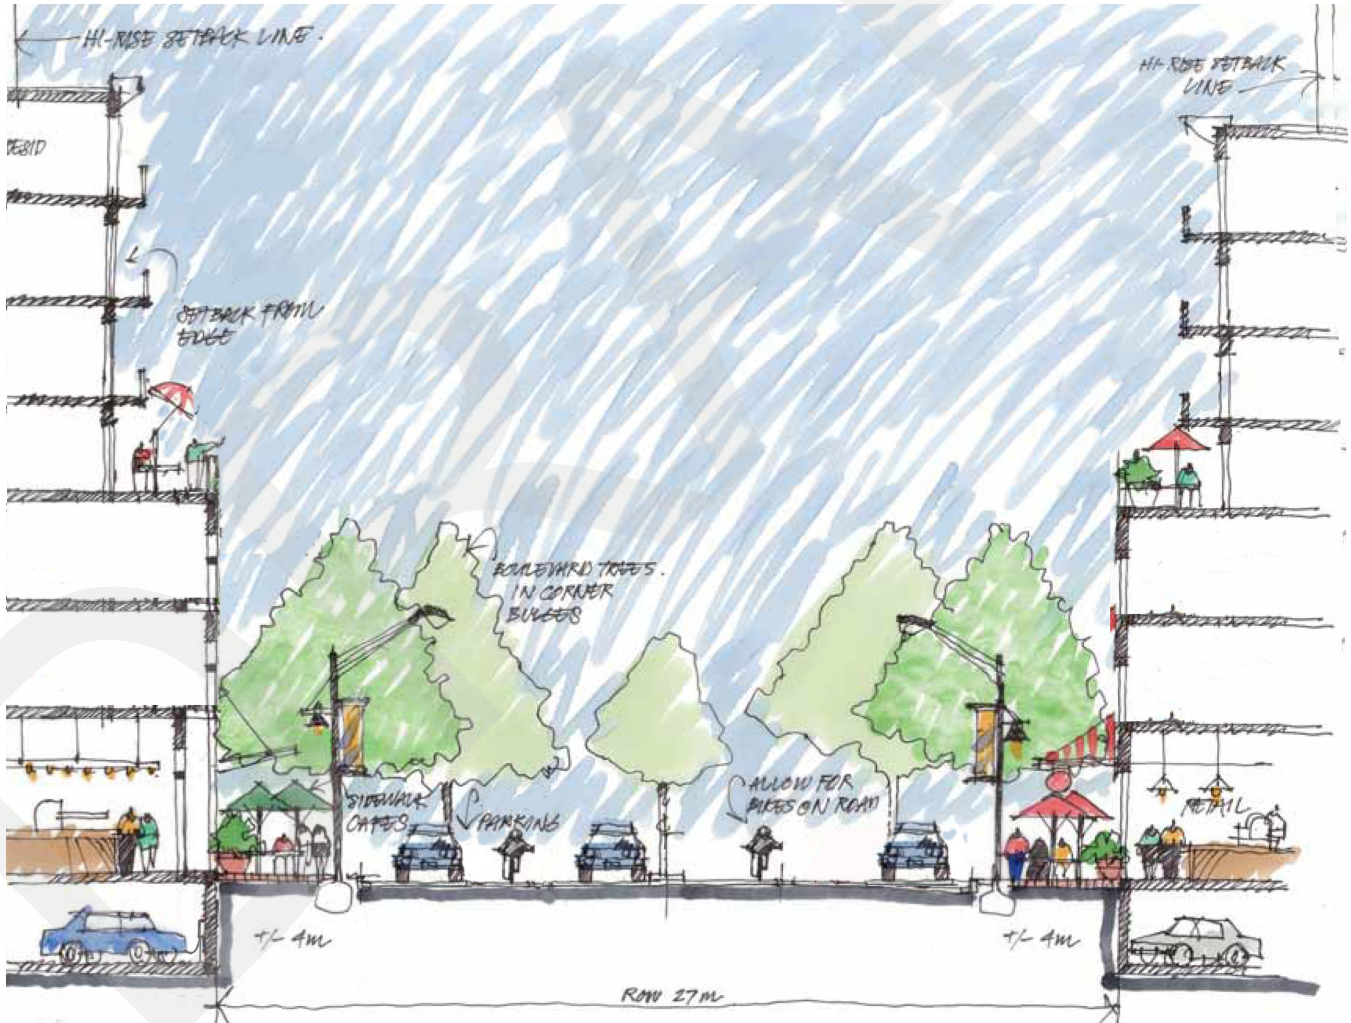 HI-RISE SETBACK LINE.
HI-RISE SETBACK
LINE
RESID
SETBACK FROM
EDGE
BOULEVARD TREES.
IN CORNER
BULGES
SIDEWALK
CAFES
PARKING
ALLOW FOR
BIKES ON ROAD
RETAIL
+/- 4m
+/- 4m
ROW 27m